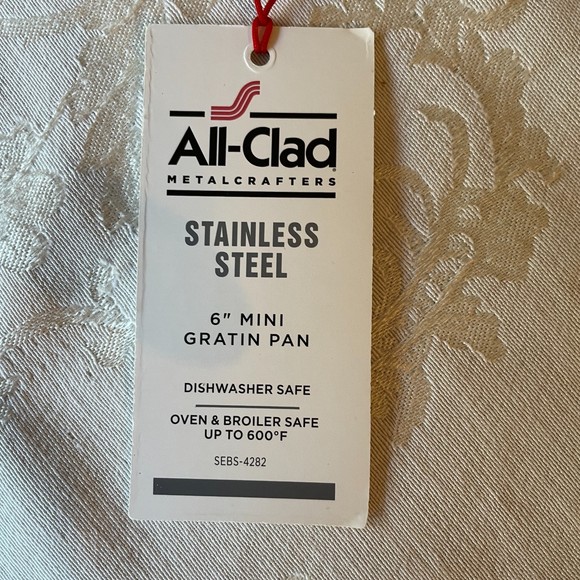 All-Clad
METALCRAFTERS
STAINLESS
STEEL
6" MINI
GRATIN PAN
DISHWASHER SAFE
OVEN & BROILER SAFE
UP TO 600°F
SEBS-4282